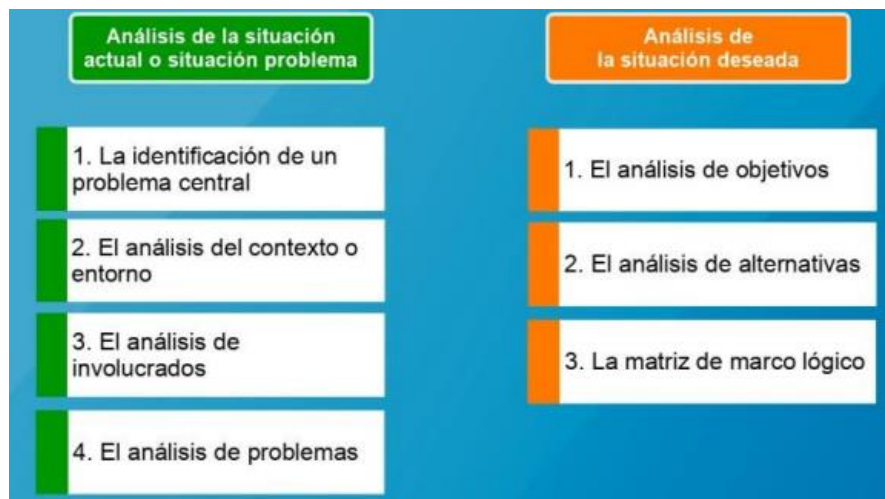 Análisis de la situación
actual o situación problema
1. La identificación de un
problema central
2. El análisis del contexto o
entorno
3. El análisis de
involucrados
4. El análisis de problemas
Análisis de
la situación deseada
1. El análisis de objetivos
2. El análisis de alternativas
3. La matriz de marco lógico